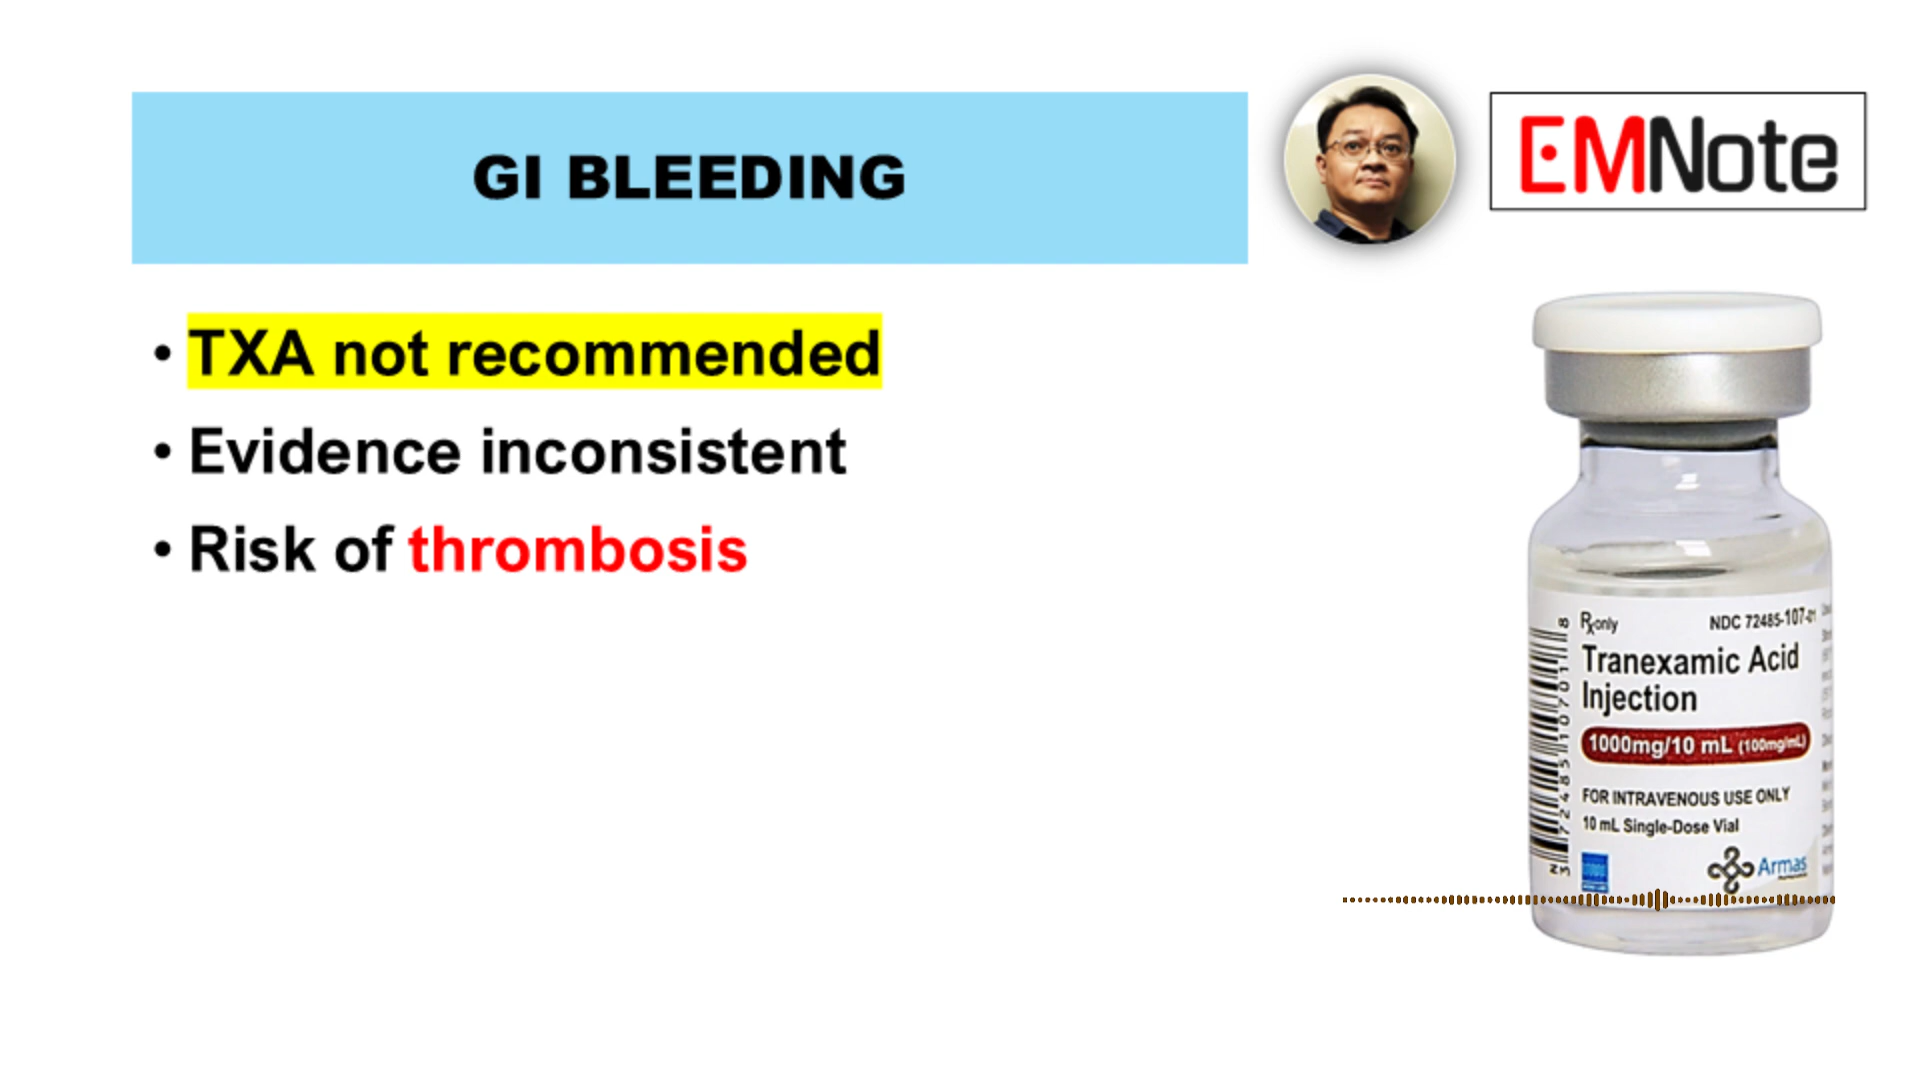 GI BLEEDING
EMNote
• TXA not recommended
• Evidence inconsistent
• Risk of thrombosis
Rx only
NDC 72485-107-01
Tranexamic Acid
Injection
1000mg/10 mL (100mg/mL)
FOR INTRAVENOUS USE ONLY
10 mL Single-Dose Vial
Armas